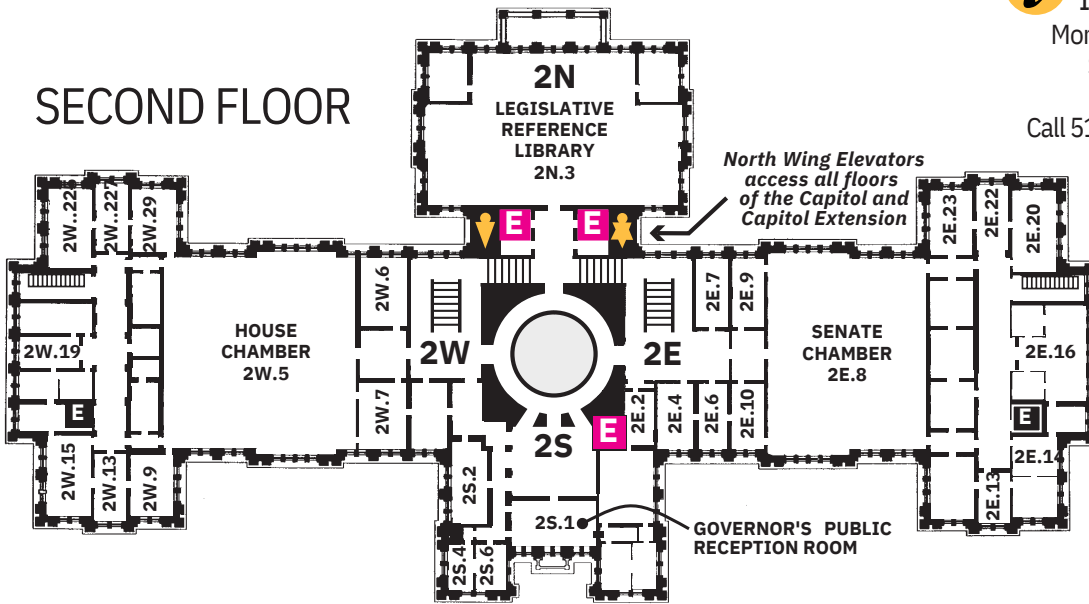 Mor
Call 51
SECOND FLOOR
2N
LEGISLATIVE
REFERENCE
LIBRARY
2N.3
North Wing Elevators
access all floors
of the Capitol and
Capitol Extension
E
E
2W..22
2W..227
2W.29
2E.23
2E.22
2E.20
2W.6
2E.7
2E.9
HOUSE
CHAMBER
2W.5
2W
2E
SENATE
CHAMBER
2E.8
2W.19
2E.16
2W.7
2E.2
2E.4
2E.6
2E.10
E
E
E
2S
2W.15
2W.13
2W.9
2S.2
2E.14
2E.13
2S.1
GOVERNOR'S PUBLIC
RECEPTION ROOM
2S.4
2S.6